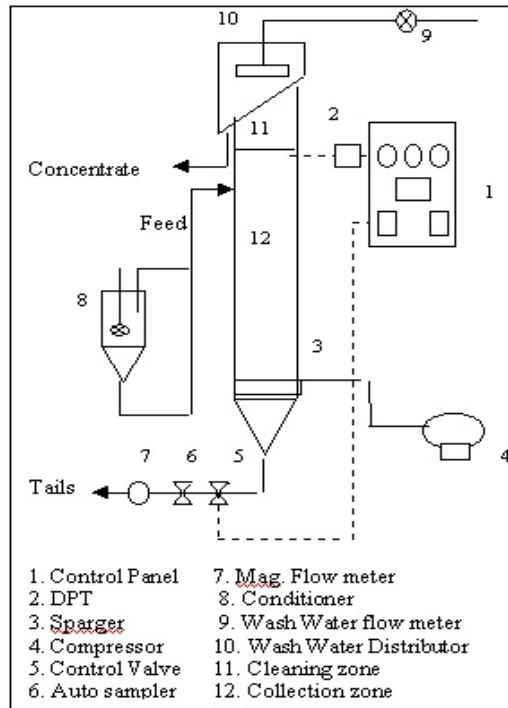 10
9
11
2
Concentrate
1
Feed
12
8
3
7 6 5
4
Tails
1. Control Panel 7. Mag. Flow meter
2. DPT 8. Conditioner
3. Sparger 9. Wash Water flow meter
4. Compressor 10. Wash Water Distributor
5. Control Valve 11. Cleaning zone
6. Auto sampler 12. Collection zone